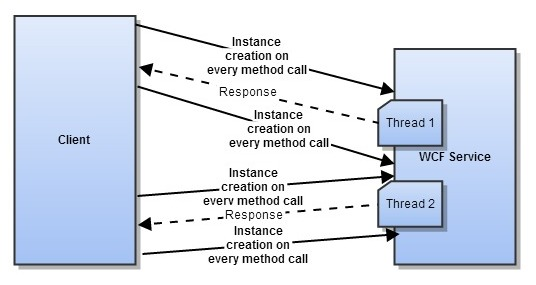 Instance
creation on
every method call
Response
Thread 1
Instance
creation on
every method call
Client
WCF Service
Instance
creation on
every method call
Thread 2
Response
Instance
creation on
every method call